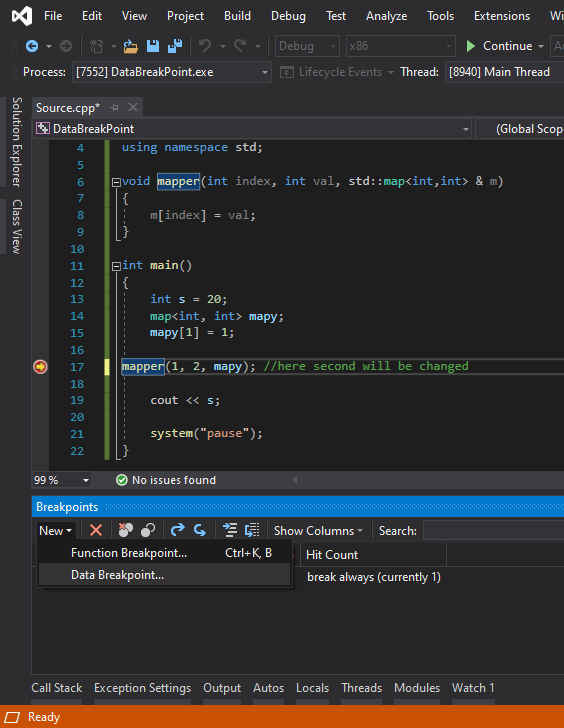 File Edit View Project Build Debug Test Analyze Tools Extensions Wi
Debug x86 Continue Au
Process: [7552] DataBreakPoint.exe Lifecycle Events Thread: [8940] Main Thread
Solution Explorer
Class View
Source.cpp*
DataBreakPoint (Global Scop
4 using namespace std;
5
6 void mapper(int index, int val, std::map<int,int> & m)
7 {
8 m[index] = val;
9 }
10
11 int main()
12 {
13 int s = 20;
14 map<int, int> mapy;
15 mapy[1] = 1;
16
17 mapper(1, 2, mapy); //here second will be changed
18
19 cout << s;
20
21 system("pause");
22 }
99 % No issues found
Breakpoints
New Show Columns Search:
Function Breakpoint... Ctrl+K, B Hit Count
Data Breakpoint... break always (currently 1)
Call Stack Exception Settings Output Autos Locals Threads Modules Watch 1
Ready